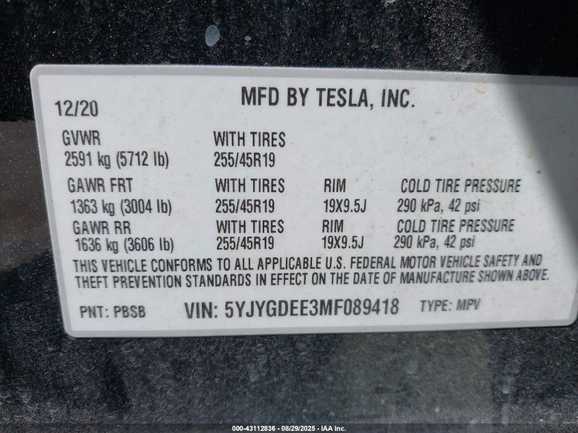 12/20 MFD BY TESLA, INC.
GVWR WITH TIRES
2591 kg (5712 lb) 255/45R19
GAWR FRT WITH TIRES RIM COLD TIRE PRESSURE
1363 kg (3004 lb) 255/45R19 19X9.5J 290 kPa, 42 psi
GAWR RR WITH TIRES RIM COLD TIRE PRESSURE
1636 kg (3606 lb) 255/45R19 19X9.5J 290 kPa, 42 psi
THIS VEHICLE CONFORMS TO ALL APPLICABLE U.S. FEDERAL MOTOR VEHICLE SAFETY AND
THEFT PREVENTION STANDARDS IN EFFECT ON THE DATE OF MANUFACTURE SHOWN ABOVE.
PNT: PBSB VIN: 5YJYGDEE3MF089418 TYPE: MPV
000-43112836 - 08/29/2025 - IAA Inc.